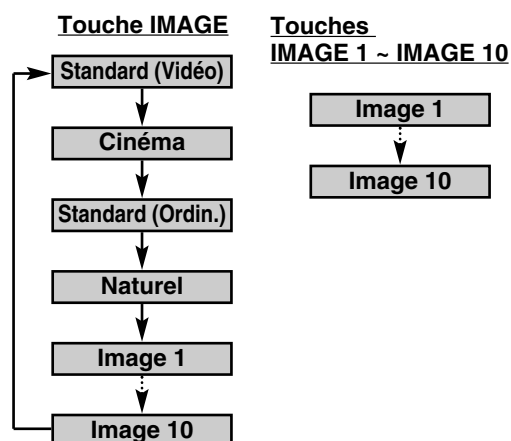 Touche IMAGE
Standard (Vidéo)
Cinéma
Standard (Ordin.)
Naturel
Image 1
Image 10
Touches
IMAGE 1 ~ IMAGE 10
Image 1
Image 10